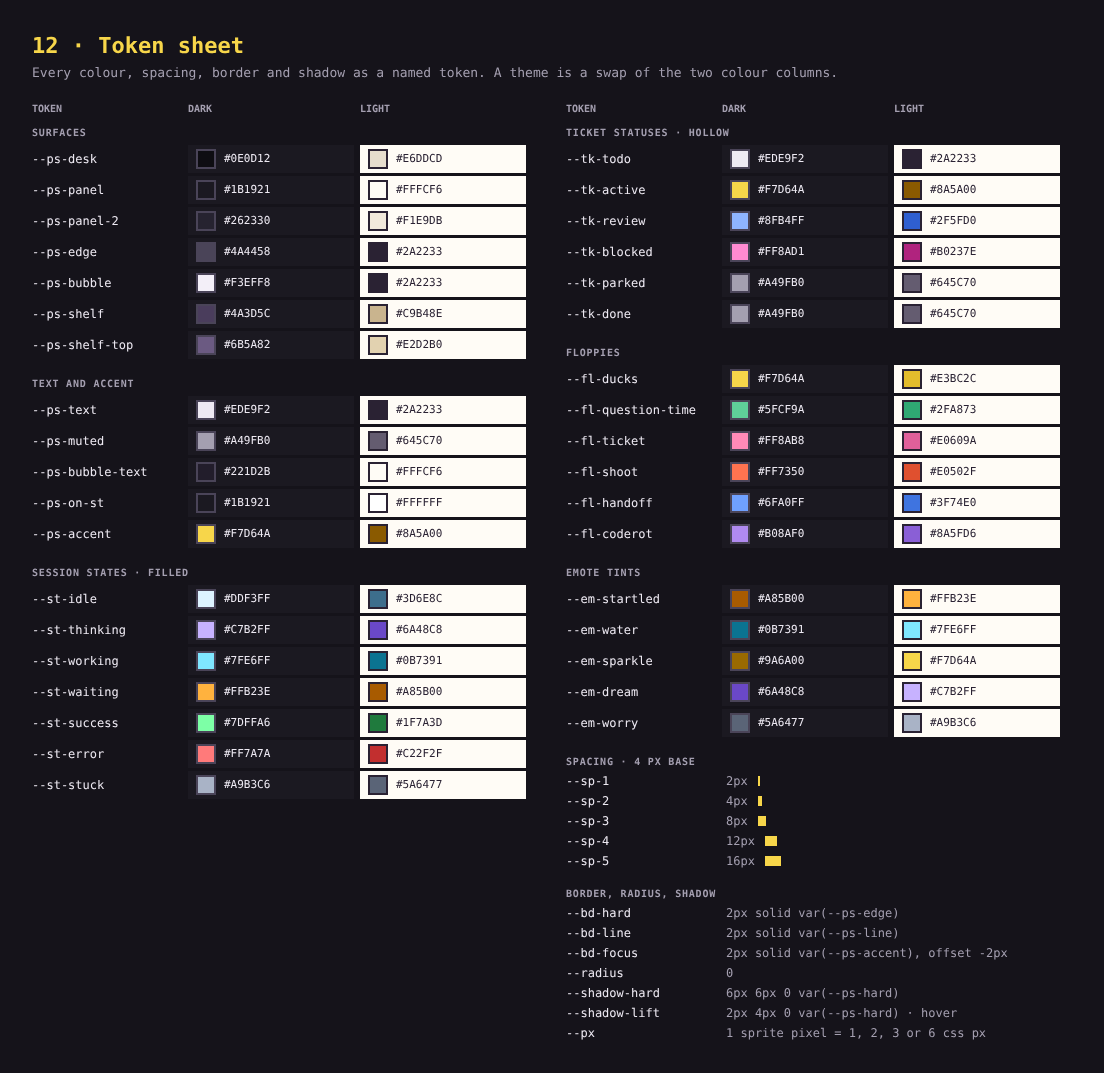 12 · Token sheet
Every colour, spacing, border and shadow as a named token. A theme is a swap of the two colour columns.
TOKEN DARK LIGHT
SURFACES
--ps-desk #0E0D12 #E6DDCD
--ps-panel #1B1921 #FFFCF6
--ps-panel-2 #262330 #F1E9DB
--ps-edge #4A4458 #2A2233
--ps-bubble #F3EFF8 #2A2233
--ps-shelf #4A3D5C #C9B48E
--ps-shelf-top #6B5A82 #E2D2B0
TEXT AND ACCENT
--ps-text #EDE9F2 #2A2233
--ps-muted #A49FB0 #645C70
--ps-bubble-text #221D2B #FFFCF6
--ps-on-st #1B1921 #FFFFFF
--ps-accent #F7D64A #8A5A00
SESSION STATES · FILLED
--st-idle #DDF3FF #3D6E8C
--st-thinking #C7B2FF #6A48C8
--st-working #7FE6FF #0B7391
--st-waiting #FFB23E #A85B00
--st-success #7DFFA6 #1F7A3D
--st-error #FF7A7A #C22F2F
--st-stuck #A9B3C6 #5A6477
TOKEN DARK LIGHT
TICKET STATUSES · HOLLOW
--tk-todo #EDE9F2 #2A2233
--tk-active #F7D64A #8A5A00
--tk-review #8FB4FF #2F5FD0
--tk-blocked #FF8AD1 #B0237E
--tk-parked #A49FB0 #645C70
--tk-done #A49FB0 #645C70
FLOPPIES
--fl-ducks #F7D64A #E3BC2C
--fl-question-time #5FCF9A #2FA873
--fl-ticket #FF8AB8 #E0609A
--fl-shoot #FF7350 #E0502F
--fl-handoff #6FA0FF #3F74E0
--fl-coderot #B08AF0 #8A5FD6
EMOTE TINTS
--em-startled #A85B00 #FFB23E
--em-water #0B7391 #7FE6FF
--em-sparkle #9A6A00 #F7D64A
--em-dream #6A48C8 #C7B2FF
--em-worry #5A6477 #A9B3C6
SPACING · 4 PX BASE
--sp-1 2px
--sp-2 4px
--sp-3 8px
--sp-4 12px
--sp-5 16px
BORDER, RADIUS, SHADOW
--bd-hard 2px solid var(--ps-edge)
--bd-line 2px solid var(--ps-line)
--bd-focus 2px solid var(--ps-accent), offset -2px
--radius 0
--shadow-hard 6px 6px 0 var(--ps-hard)
--shadow-lift 2px 4px 0 var(--ps-hard) · hover
--px 1 sprite pixel = 1, 2, 3 or 6 css px